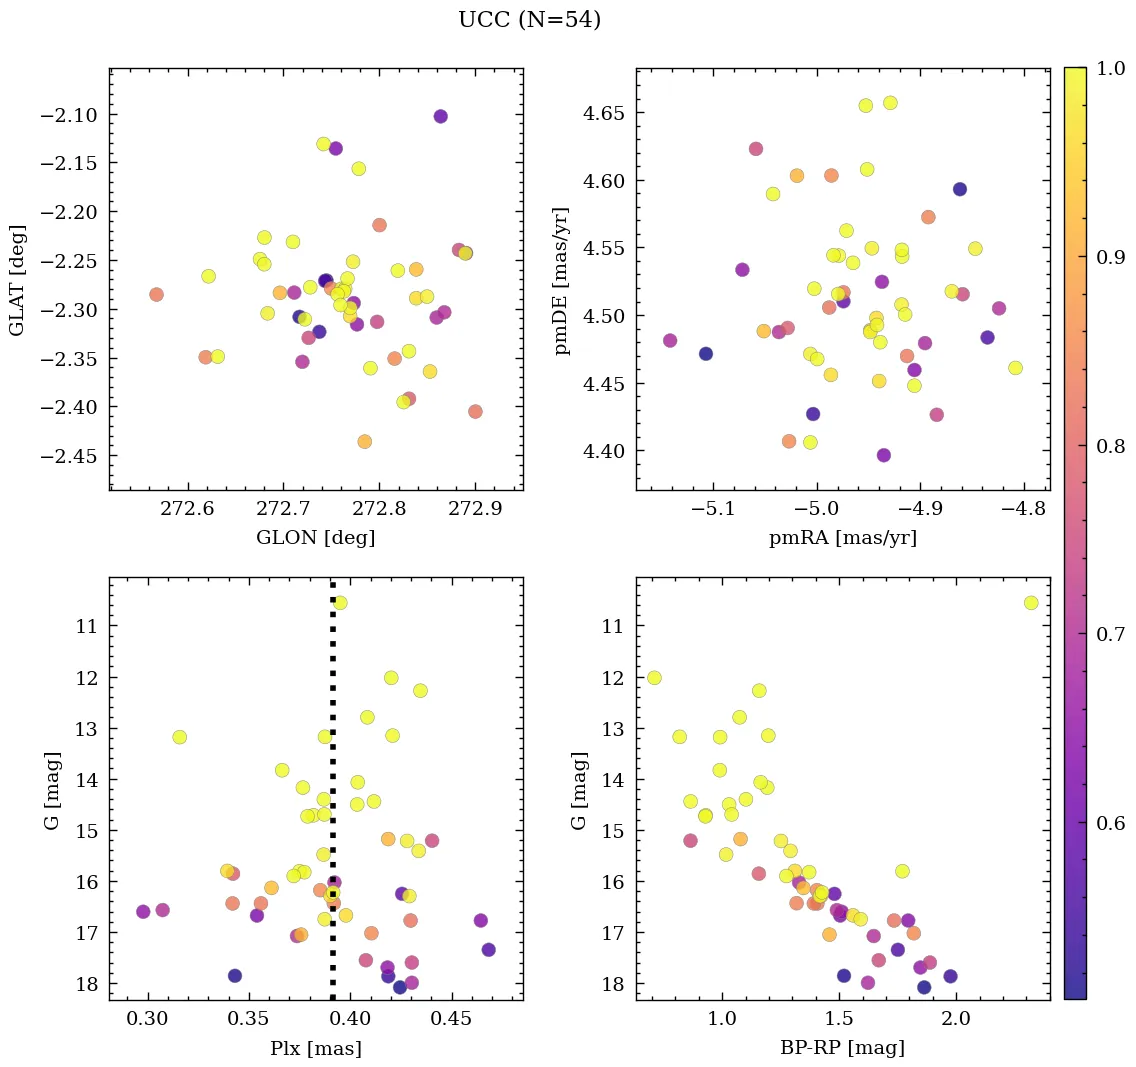 UCC (N=54)
−2.10
−2.15
−2.20
−2.25
−2.30
−2.35
−2.40
−2.45
GLAT [deg]
272.6 272.7 272.8 272.9
GLON [deg]
4.65
4.60
4.55
4.50
4.45
4.40
pmDE [mas/yr]
−5.1 −5.0 −4.9 −4.8
pmRA [mas/yr]
11
12
13
14
15
16
17
18
G [mag]
0.30 0.35 0.40 0.45
Plx [mas]
11
12
13
14
15
16
17
18
G [mag]
1.0 1.5 2.0
BP-RP [mag]
1.0
0.9
0.8
0.7
0.6